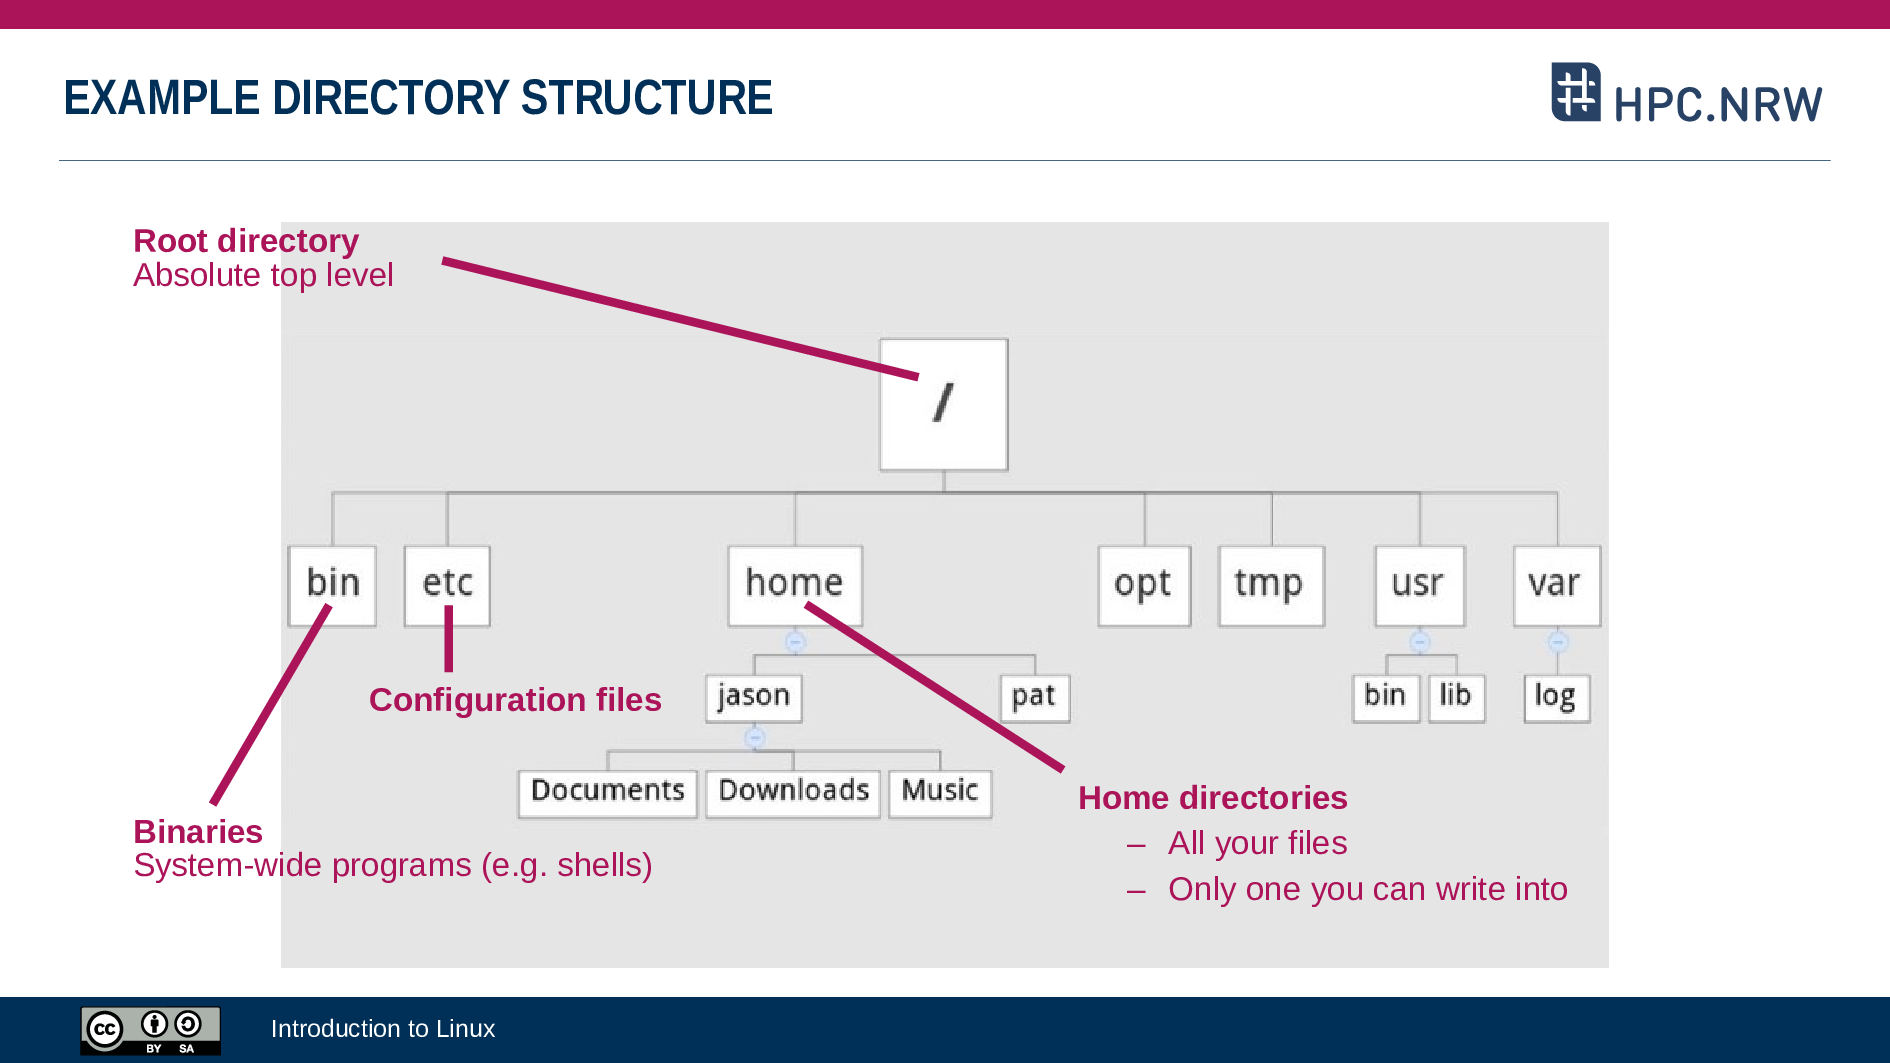 EXAMPLE DIRECTORY STRUCTURE
HPC.NRW
Root directory
Absolute top level
/
bin etc home opt tmp usr var
jason pat bin lib log
Configuration files
Documents Downloads Music
Home directories
– All your files
– Only one you can write into
Binaries
System-wide programs (e.g. shells)
cc BY SA
Introduction to Linux